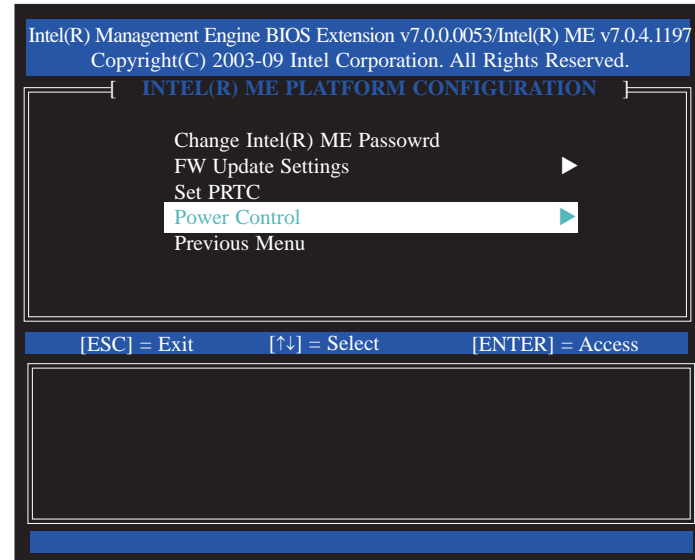 Intel(R) Management Engine BIOS Extension v7.0.0.0053/Intel(R) ME v7.0.4.1197
Copyright(C) 2003-09 Intel Corporation. All Rights Reserved.
[ INTEL(R) ME PLATFORM CONFIGURATION ]
Change Intel(R) ME Passowrd
FW Update Settings ▶
Set PRTC
Power Control ▶
Previous Menu
[ESC] = Exit [↑↓] = Select [ENTER] = Access